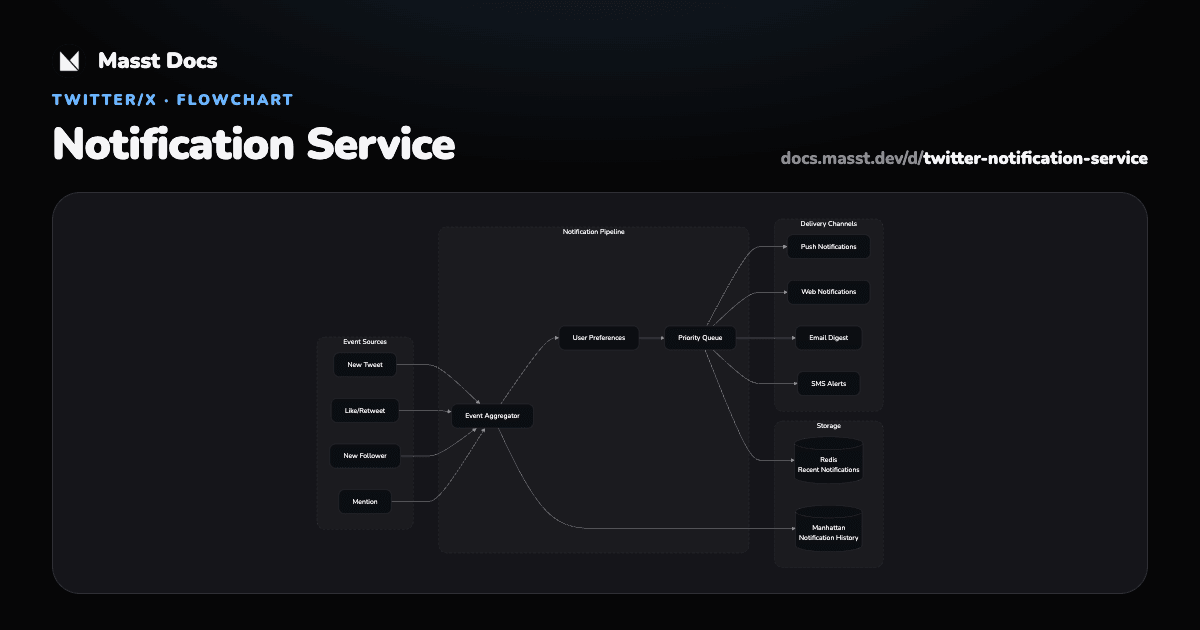 Masst Docs
TWITTER/X · FLOWCHART
Notification Service
docs.masst.dev/d/twitter-notification-service
Event Sources
New Tweet
Like/Retweet
New Follower
Mention
Notification Pipeline
Event Aggregator
User Preferences
Priority Queue
Delivery Channels
Push Notifications
Web Notifications
Email Digest
SMS Alerts
Storage
Redis
Recent Notifications
Manhattan
Notification History